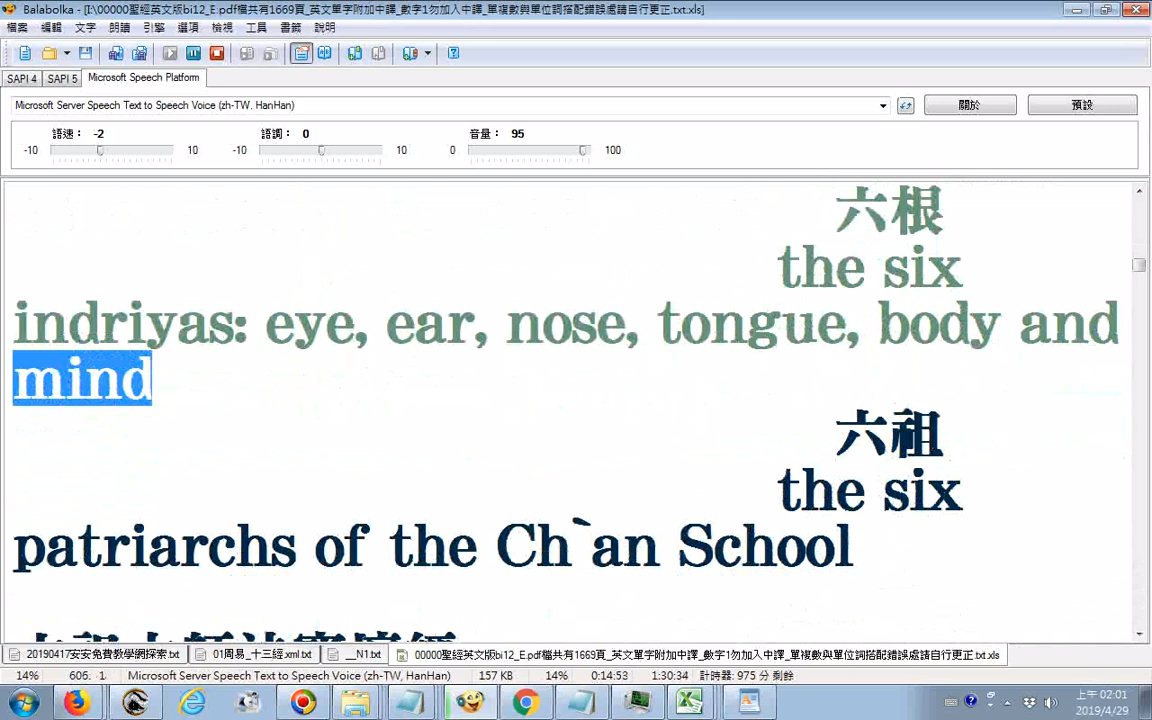 Balabolka - [I:\00000聖經英文版bi12_E.pdf檔共有1669頁_英文單字附加中譯_數字1勿加入中譯_單複數與單位詞搭配錯誤處請自行更正.txt.xls]
檔案 編輯 文字 朗讀 引擎 選項 檢視 工具 書籤 說明
SAPI 4 SAPI 5 Microsoft Speech Platform
Microsoft Server Speech Text to Speech Voice (zh-TW, HanHan) 關於 預設
語速： -2 語調： 0 音量： 95
-10 10 -10 10 0 100
六根
the six
indriyas: eye, ear, nose, tongue, body and
mind
六祖
the six
patriarchs of the Ch`an School
20190417安安免費教學網探索.txt 01周易_十三經.xml.txt __N1.txt 00000聖經英文版bi12_E.pdf檔共有1669頁_英文單字附加中譯_數字1勿加入中譯_單複數與單位詞搭配錯誤處請自行更正.txt.xls
14% 605: 1. Microsoft Server Speech Text to Speech Voice (zh-TW, HanHan) 157 KB 14% 0:14:53 1:30:34 計時器: 975 分 剩餘
上午 02:01
2019/4/29